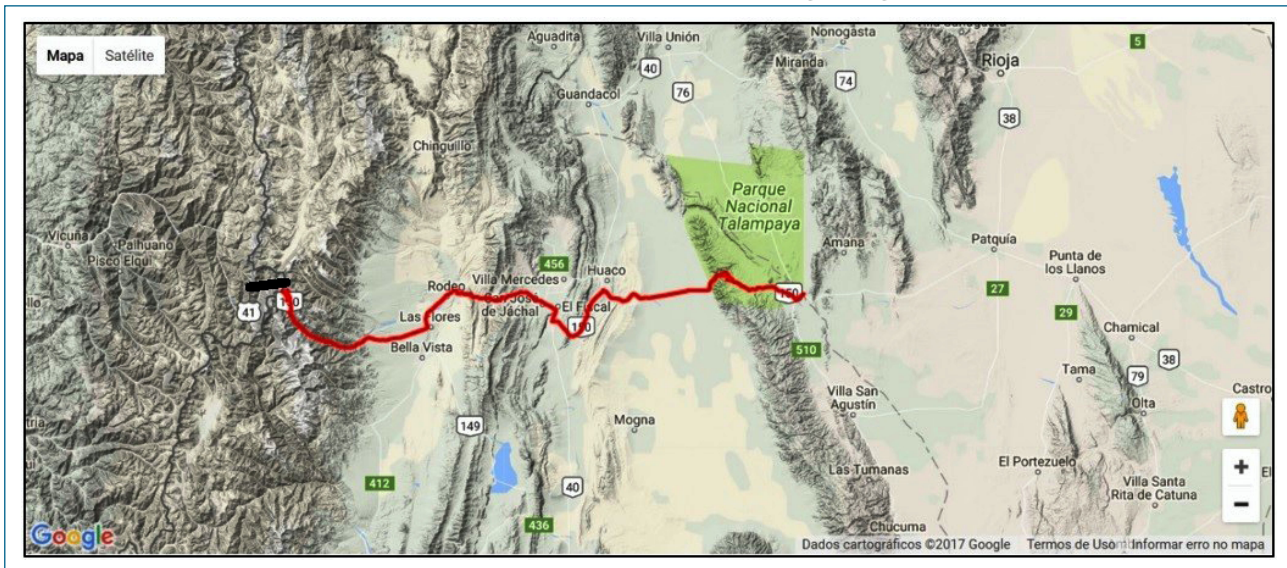 Mapa Satélite
Aguadita
Villa Unión
Nonogasta
5
Rioja
40
76
Miranda
74
Guandacol
38
Chinguillo
Parque
Nacional
Talampaya
Vicuña
Paihuano
Pisco Elqui
Amana
Patquía
Punta de
los Llanos
456
Villa Mercedes
Huaco
Rodeo
San José
de Jáchal
El Fiscal
150
150
41
27
29
Las Flores
Bella Vista
150
510
Chamical
38
Tama
79
Castro
Olta
Villa San
Agustín
Mogna
149
Las Tumanas
El Portezuelo
Villa Santa
Rita de Catuna
412
40
436
Chucuma
+
−
Google
Dados cartográficos ©2017 Google Termos de Uso Informar erro no mapa